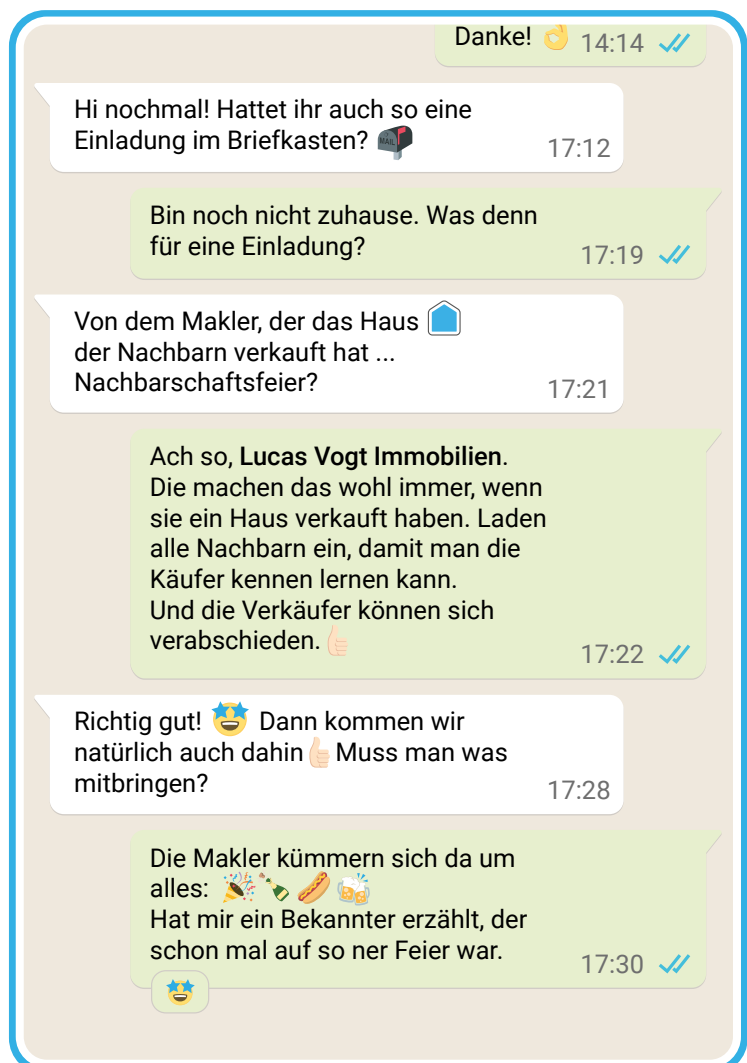 Danke! 👌 14:14
Hi nochmal! Hattet ihr auch so eine
Einladung im Briefkasten? 📬 17:12
Bin noch nicht zuhause. Was denn
für eine Einladung? 17:19
Von dem Makler, der das Haus
der Nachbarn verkauft hat ...
Nachbarschaftsfeier? 17:21
Ach so, Lucas Vogt Immobilien.
Die machen das wohl immer, wenn
sie ein Haus verkauft haben. Laden
alle Nachbarn ein, damit man die
Käufer kennen lernen kann.
Und die Verkäufer können sich
verabschieden.👍🏻 17:22
Richtig gut! 🤩 Dann kommen wir
natürlich auch dahin👍🏻 Muss man was
mitbringen? 17:28
Die Makler kümmern sich da um
alles: 🎉🍾🌭🍻
Hat mir ein Bekannter erzählt, der
schon mal auf so ner Feier war. 17:30
🤩